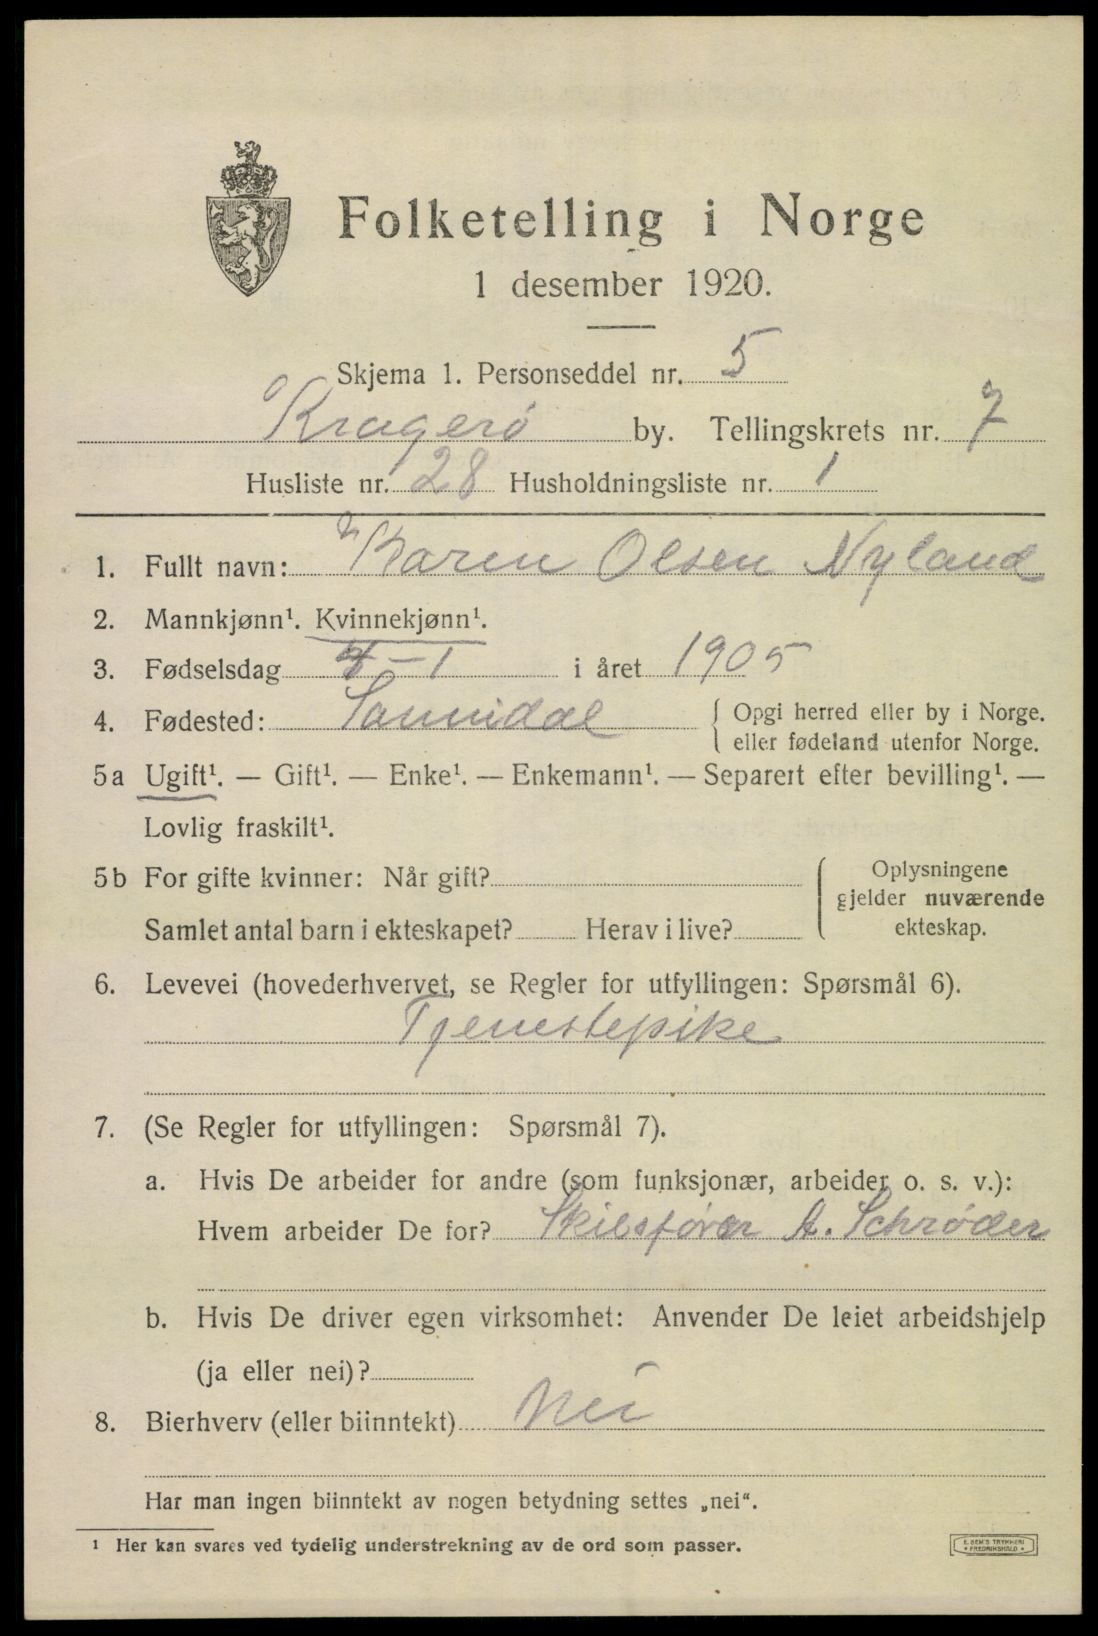 Folketelling i Norge
1 desember 1920.
Skjema 1. Personseddel nr. 5
Kragerø by. Tellingskrets nr. 7
Husliste nr. 28 Husholdningsliste nr. 1
1. Fullt navn: Karen Olsen Nyland
2. Mannkjønn¹. Kvinnekjønn¹.
3. Fødselsdag - 1 i året 1905
4. Fødested: Sannidal { Opgi herred eller by i Norge.
eller fødeland utenfor Norge.
5a Ugift¹. — Gift¹. — Enke¹. — Enkemann¹. — Separert efter bevilling¹. —
Lovlig fraskilt¹.
5b For gifte kvinner: Når gift? { Oplysningene
gjelder nuværende
Samlet antal barn i ekteskapet? Herav i live? ekteskap.
6. Levevei (hovederhvervet, se Regler for utfyllingen: Spørsmål 6).
Tjenestepike
7. (Se Regler for utfyllingen: Spørsmål 7).
a. Hvis De arbeider for andre (som funksjonær, arbeider o. s. v.):
Hvem arbeider De for? Skibsfører A. Schrøder
b. Hvis De driver egen virksomhet: Anvender De leiet arbeidshjelp
(ja eller nei)?
8. Bierhverv (eller biinntekt) Nei
Har man ingen biinntekt av nogen betydning settes „nei“.
¹ Her kan svares ved tydelig understrekning av de ord som passer.
E. SEM'S TRYKKERI
* FREDRIKSHALD *